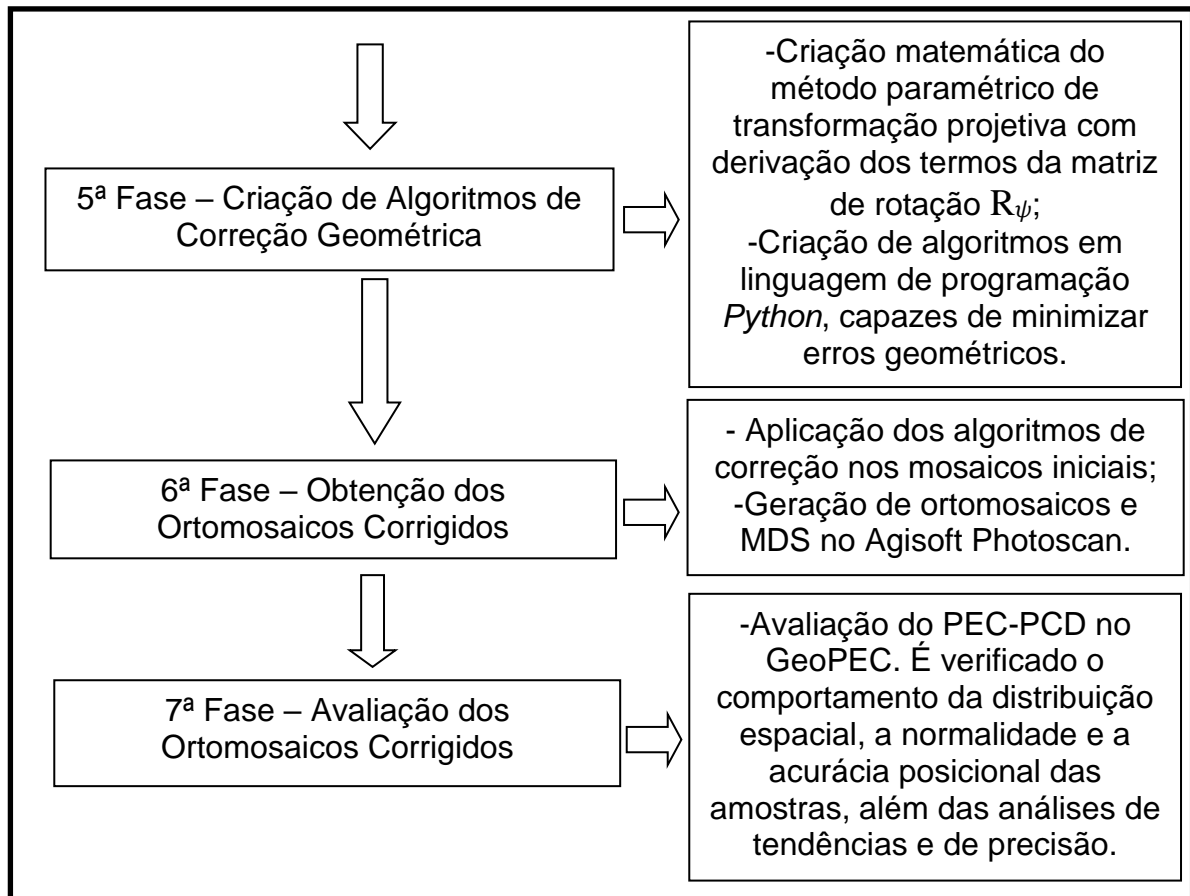 5ª Fase – Criação de Algoritmos de
Correção Geométrica
-Criação matemática do
método paramétrico de
transformação projetiva com
derivação dos termos da matriz
de rotação Rψ;
-Criação de algoritmos em
linguagem de programação
Python, capazes de minimizar
erros geométricos.
6ª Fase – Obtenção dos
Ortomosaicos Corrigidos
- Aplicação dos algoritmos de
correção nos mosaicos iniciais;
-Geração de ortomosaicos e
MDS no Agisoft Photoscan.
7ª Fase – Avaliação dos
Ortomosaicos Corrigidos
-Avaliação do PEC-PCD no
GeoPEC. É verificado o
comportamento da distribuição
espacial, a normalidade e a
acurácia posicional das
amostras, além das análises de
tendências e de precisão.